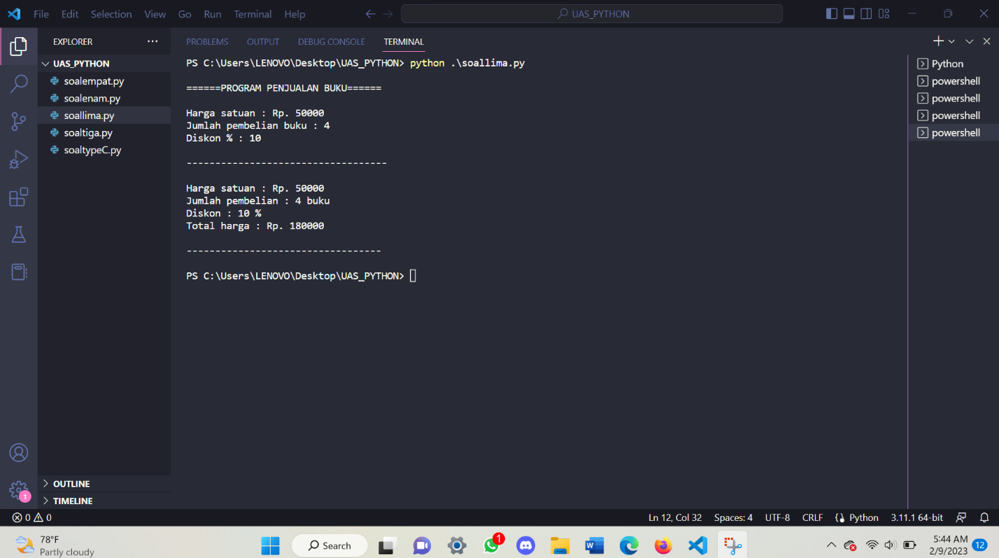 File Edit Selection View Go Run Terminal Help
UAS_PYTHON
EXPLORER ···
UAS_PYTHON
soalempat.py
soalenam.py
soallima.py
soaltiga.py
soaltypeC.py
OUTLINE
TIMELINE
PROBLEMS OUTPUT DEBUG CONSOLE TERMINAL
PS C:\Users\LENOVO\Desktop\UAS_PYTHON> python .\soallima.py
======PROGRAM PENJUALAN BUKU======
Harga satuan : Rp. 50000
Jumlah pembelian buku : 4
Diskon % : 10
-----------------------------------
Harga satuan : Rp. 50000
Jumlah pembelian : 4 buku
Diskon : 10 %
Total harga : Rp. 180000
----------------------------------
PS C:\Users\LENOVO\Desktop\UAS_PYTHON>
Python
powershell
powershell
powershell
powershell
1
0 0
Ln 12, Col 32 Spaces: 4 UTF-8 CRLF Python 3.11.1 64-bit
78°F
Partly cloudy
Search
1
5:44 AM
2/9/2023
12